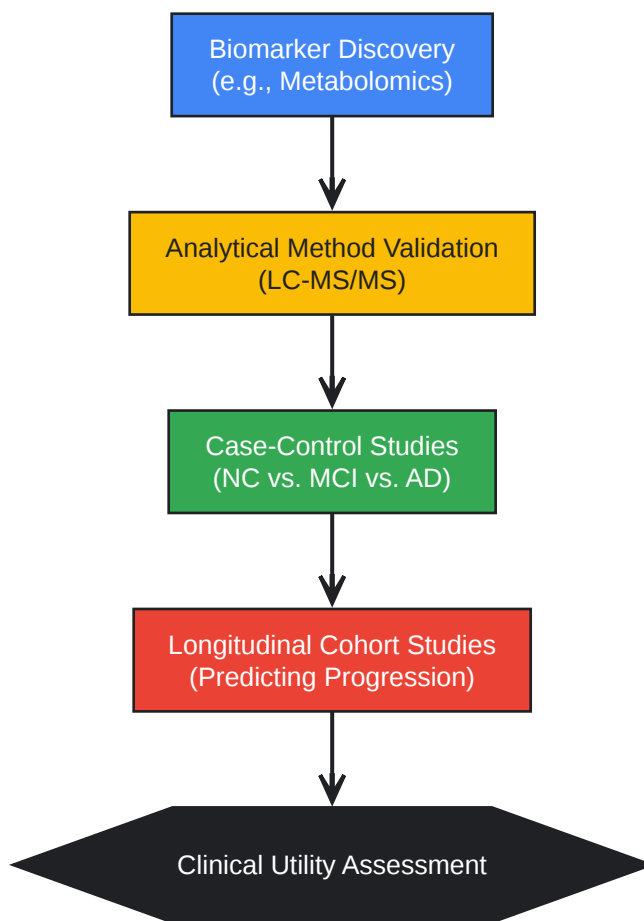 Biomarker Discovery
(e.g., Metabolomics)
Analytical Method Validation
(LC-MS/MS)
Case-Control Studies
(NC vs. MCI vs. AD)
Longitudinal Cohort Studies
(Predicting Progression)
Clinical Utility Assessment